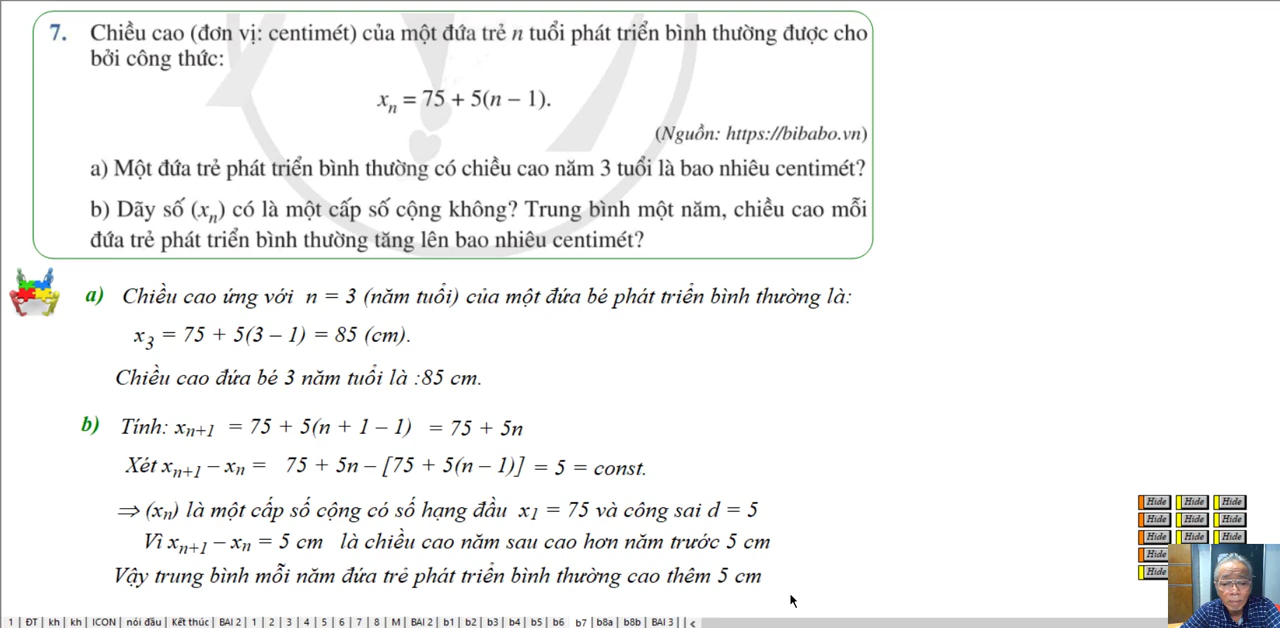 7. Chiều cao (đơn vị: centimét) của một đứa trẻ n tuổi phát triển bình thường được cho
bởi công thức:
xₙ = 75 + 5(n – 1).
(Nguồn: https://bibabo.vn)
a) Một đứa trẻ phát triển bình thường có chiều cao năm 3 tuổi là bao nhiêu centimét?
b) Dãy số (xₙ) có là một cấp số cộng không? Trung bình một năm, chiều cao mỗi
đứa trẻ phát triển bình thường tăng lên bao nhiêu centimét?
a) Chiều cao ứng với n = 3 (năm tuổi) của một đứa bé phát triển bình thường là:
x₃ = 75 + 5(3 – 1) = 85 (cm).
Chiều cao đứa bé 3 năm tuổi là :85 cm.
b) Tính: xₙ₊₁ = 75 + 5(n + 1 – 1) = 75 + 5n
Xét xₙ₊₁ – xₙ = 75 + 5n – [75 + 5(n – 1)] = 5 = const.
⇒ (xₙ) là một cấp số cộng có số hạng đầu x₁ = 75 và công sai d = 5
Vì xₙ₊₁ – xₙ = 5 cm là chiều cao năm sau cao hơn năm trước 5 cm
Vậy trung bình mỗi năm đứa trẻ phát triển bình thường cao thêm 5 cm
Hide Hide Hide
Hide Hide Hide
Hide Hide Hide
Hide
Hide
1 | ĐT | kh | kh | ICON | nói đầu | Kết thúc | BÀI 2 | 1 | 2 | 3 | 4 | 5 | 6 | 7 | 8 | M | BÀI 2 | b1 | b2 | b3 | b4 | b5 | b6 b7 | b8a | b8b | BÀI 3 | | <